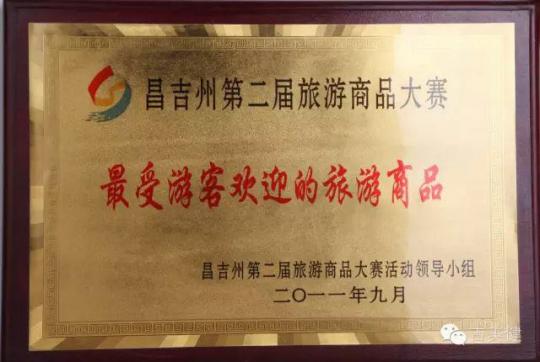 昌吉州第二届旅游商品大赛
最受游客欢迎的旅游商品
昌吉州第二届旅游商品大赛活动领导小组
二〇一一年九月